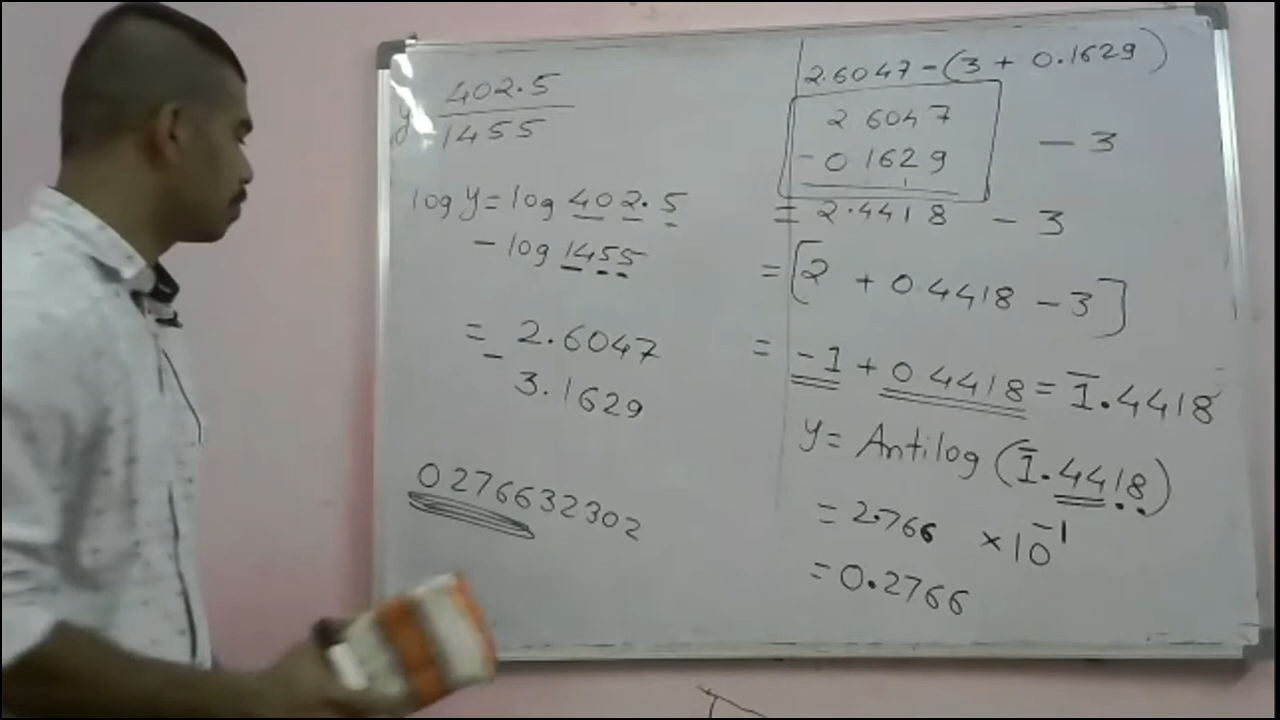 402.5
y = 1455
log y = log 402.5
- log 1455
= 2.6047
- 3.1629
0276632302
2.6047 - (3 + 0.1629)
2 6047 - 3
- 0 1629
= 2.4418 - 3
= [2 + 0.4418 - 3]
= -1 + 0 4418 = 1̅.4418
y = Antilog (1̅.4418)
= 2.766 × 10⁻¹
= 0.2766